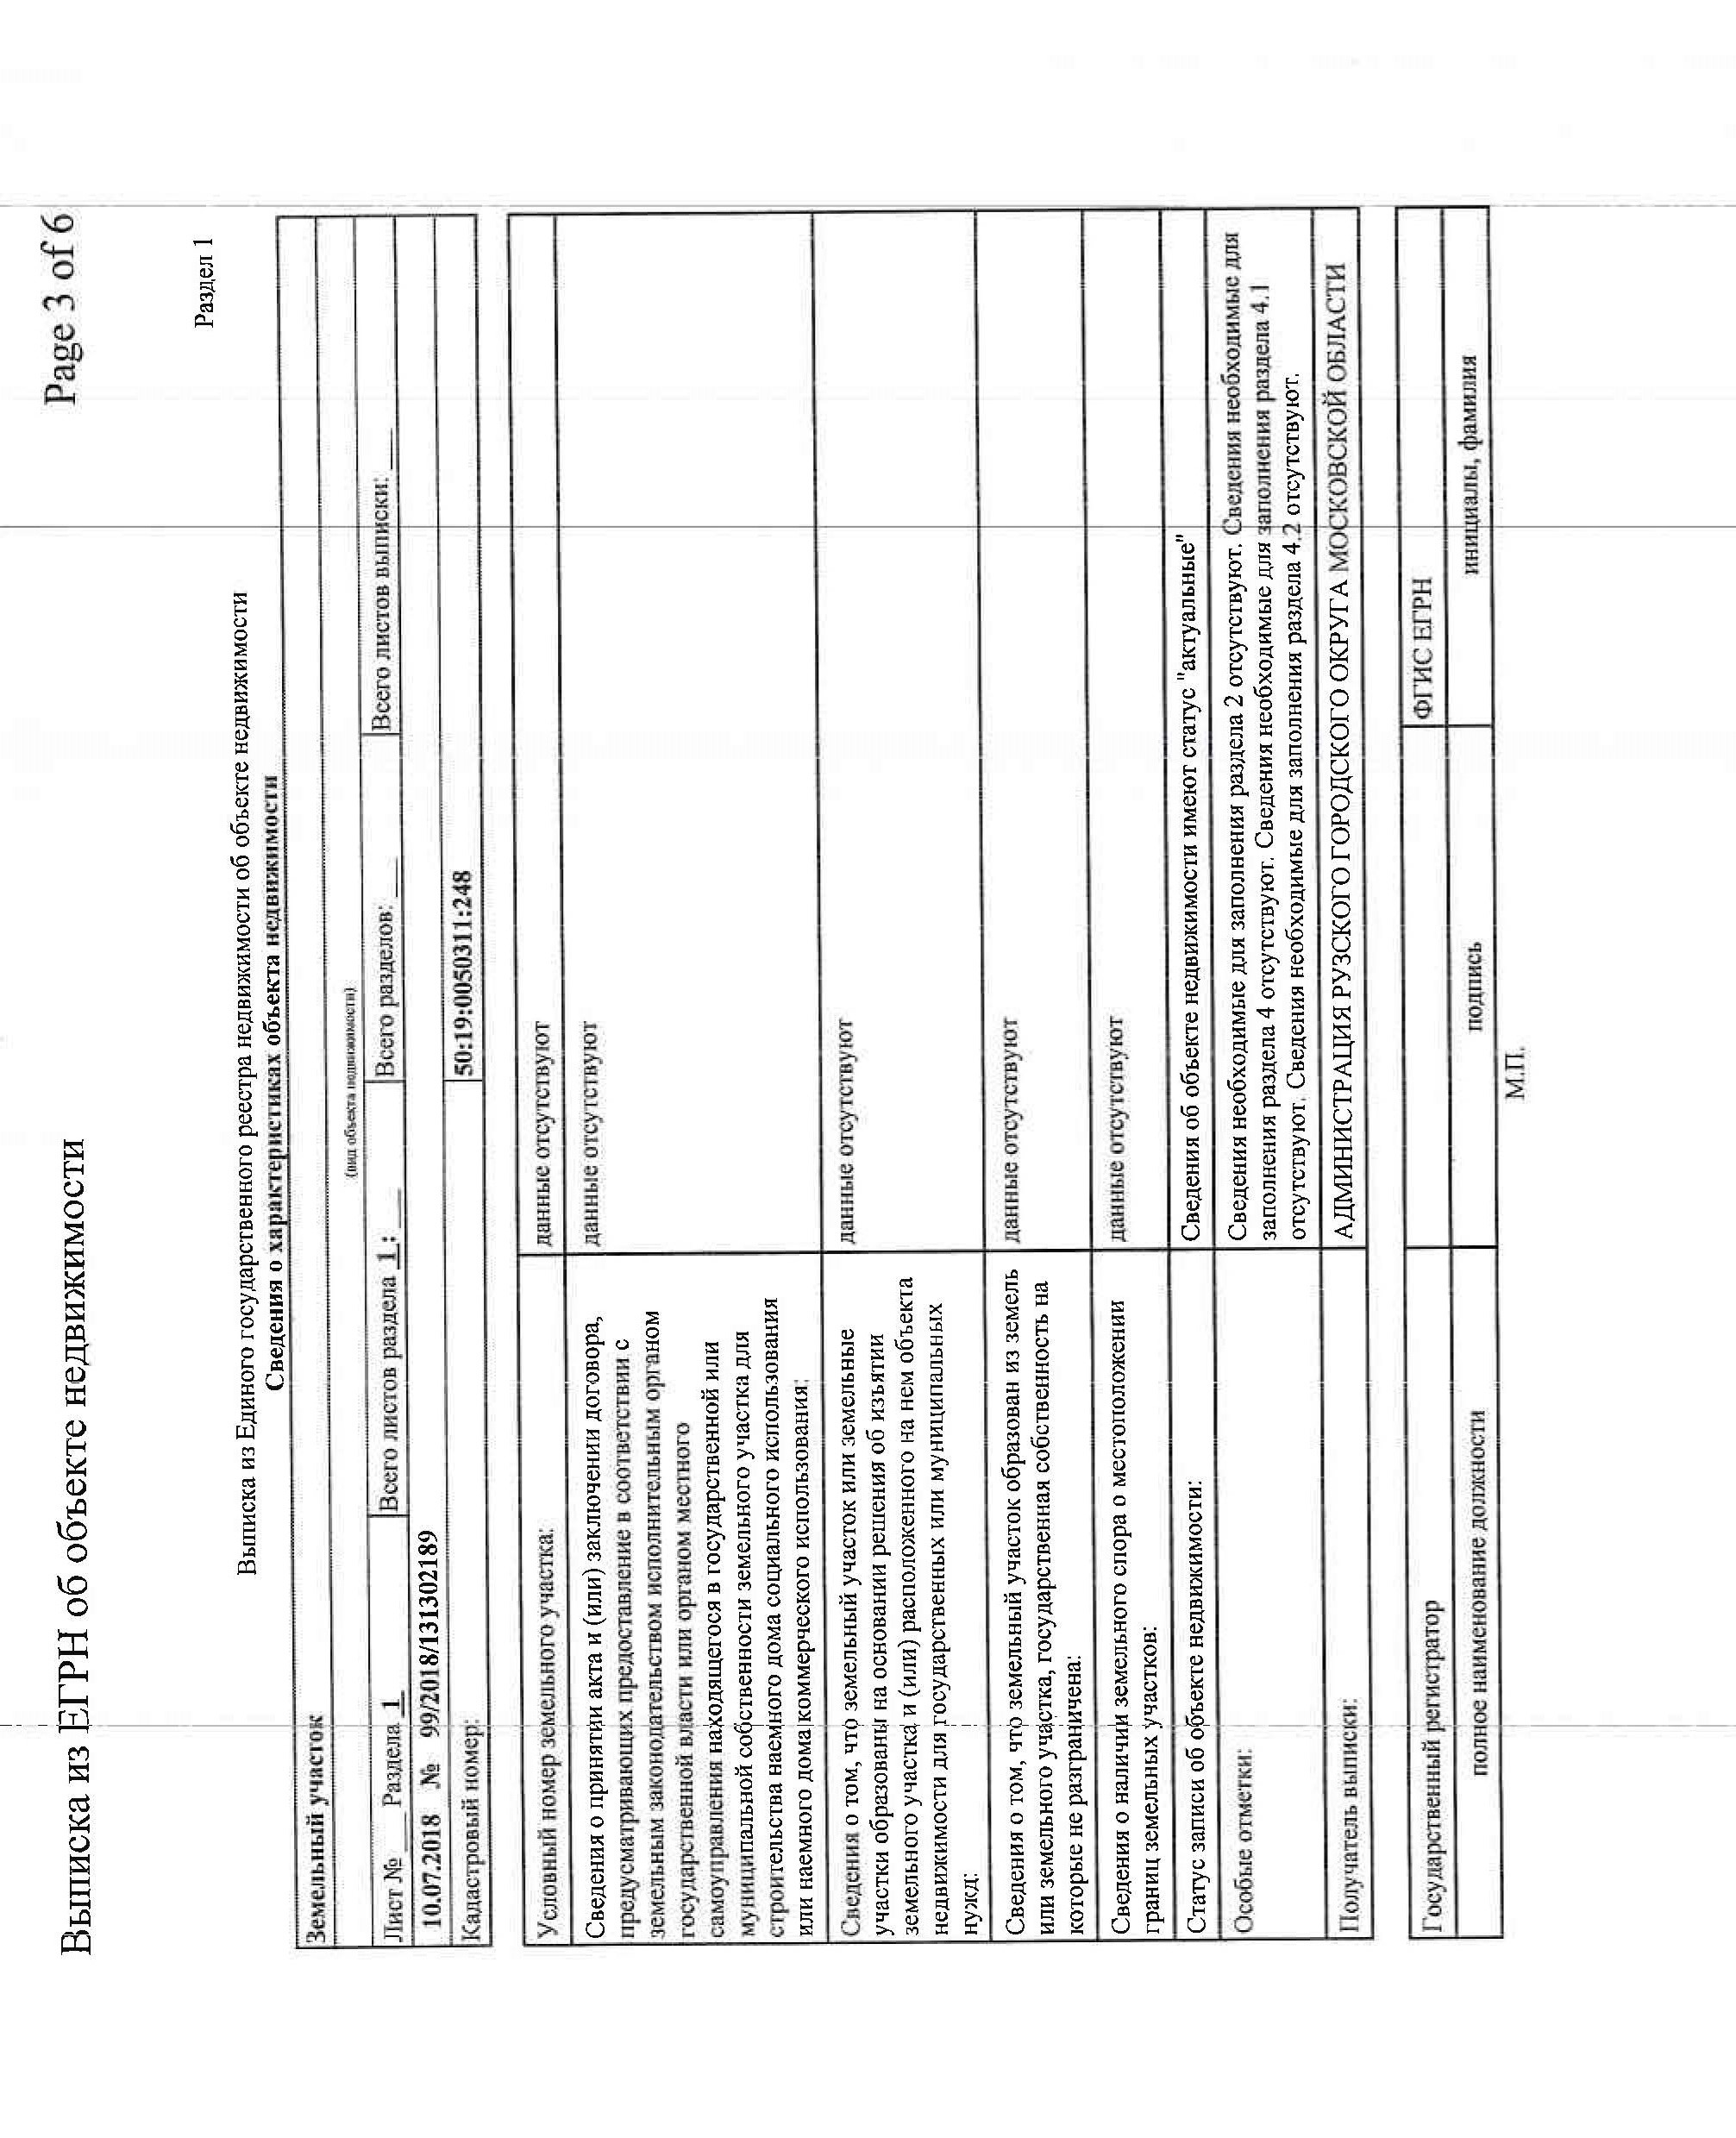 Выписка из ЕГРН об объекте недвижимости
Page 3 of 6
Раздел 1
Выписка из Единого государственного реестра недвижимости об объекте недвижимости
Сведения о характеристиках объекта недвижимости
Земельный участок
(вид объекта недвижимости)
Лист № ___ Раздела 1
Всего листов раздела 1 : ___
Всего разделов: ___
Всего листов выписки: ___
10.07.2018 № 99/2018/131302189
Кадастровый номер:
50:19:0050311:248
Условный номер земельного участка:
данные отсутствуют
Сведения о принятии акта и (или) заключении договора,
предусматривающих предоставление в соответствии с
земельным законодательством исполнительным органом
государственной власти или органом местного
самоуправления находящегося в государственной или
муниципальной собственности земельного участка для
строительства наемного дома социального использования
или наемного дома коммерческого использования:
данные отсутствуют
Сведения о том, что земельный участок или земельные
участки образованы на основании решения об изъятии
земельного участка и (или) расположенного на нем объекта
недвижимости для государственных или муниципальных
нужд:
данные отсутствуют
Сведения о том, что земельный участок образован из земель
или земельного участка, государственная собственность на
которые не разграничена:
данные отсутствуют
Сведения о наличии земельного спора о местоположении
границ земельных участков:
данные отсутствуют
Статус записи об объекте недвижимости:
Сведения об объекте недвижимости имеют статус "актуальные"
Особые отметки:
Сведения необходимые для заполнения раздела 2 отсутствуют. Сведения необходимые для
заполнения раздела 4 отсутствуют. Сведения необходимые для заполнения раздела 4.1
отсутствуют. Сведения необходимые для заполнения раздела 4.2 отсутствуют.
Получатель выписки:
АДМИНИСТРАЦИЯ РУЗСКОГО ГОРОДСКОГО ОКРУГА МОСКОВСКОЙ ОБЛАСТИ
Государственный регистратор
ФГИС ЕГРН
полное наименование должности
подпись
инициалы, фамилия
М.П.